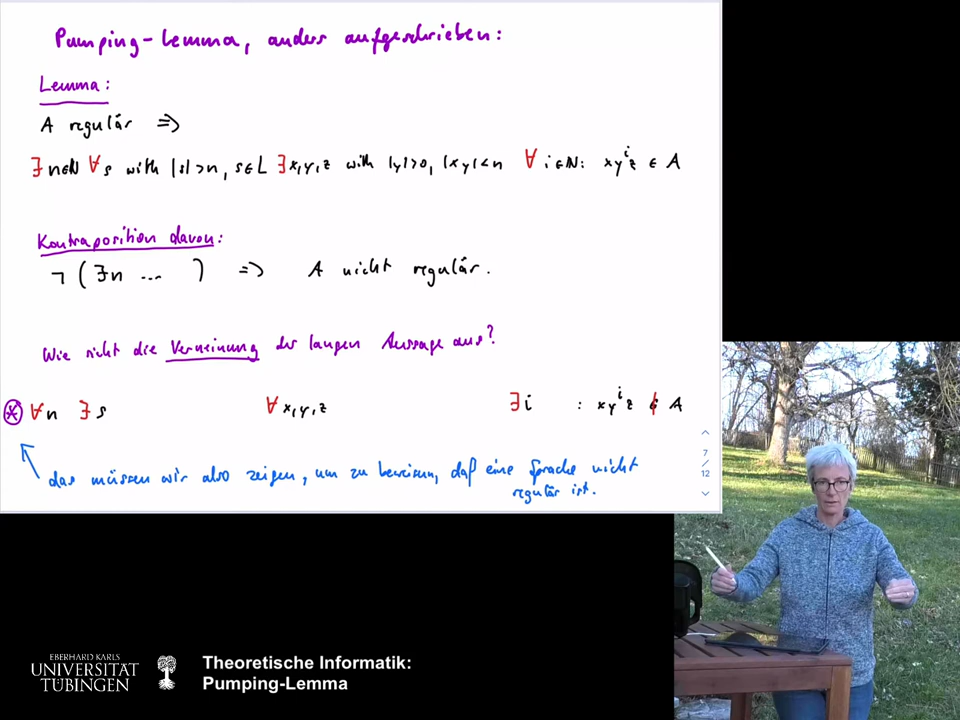 Pumping-Lemma, anders aufgeschrieben:
Lemma:
A regulär ⇒
∃ n∈ℕ ∀ s with |s|>n, s∈L ∃ x,y,z with |y|>0, |xy|<n ∀ i∈ℕ: xyⁱz ∈ A
Kontraposition davon:
¬ (∃n ... ) ⇒ A nicht regulär.
Wie sieht die Verneinung der langen Aussage aus?
⊛ ∀ n ∃ s ∀ x,y,z ∃ i : xyⁱz ∉ A
das müssen wir also zeigen, um zu beweisen, daß eine Sprache nicht
regulär ist.
7
/
12
EBERHARD KARLS
UNIVERSITÄT
TÜBINGEN
Theoretische Informatik:
Pumping-Lemma